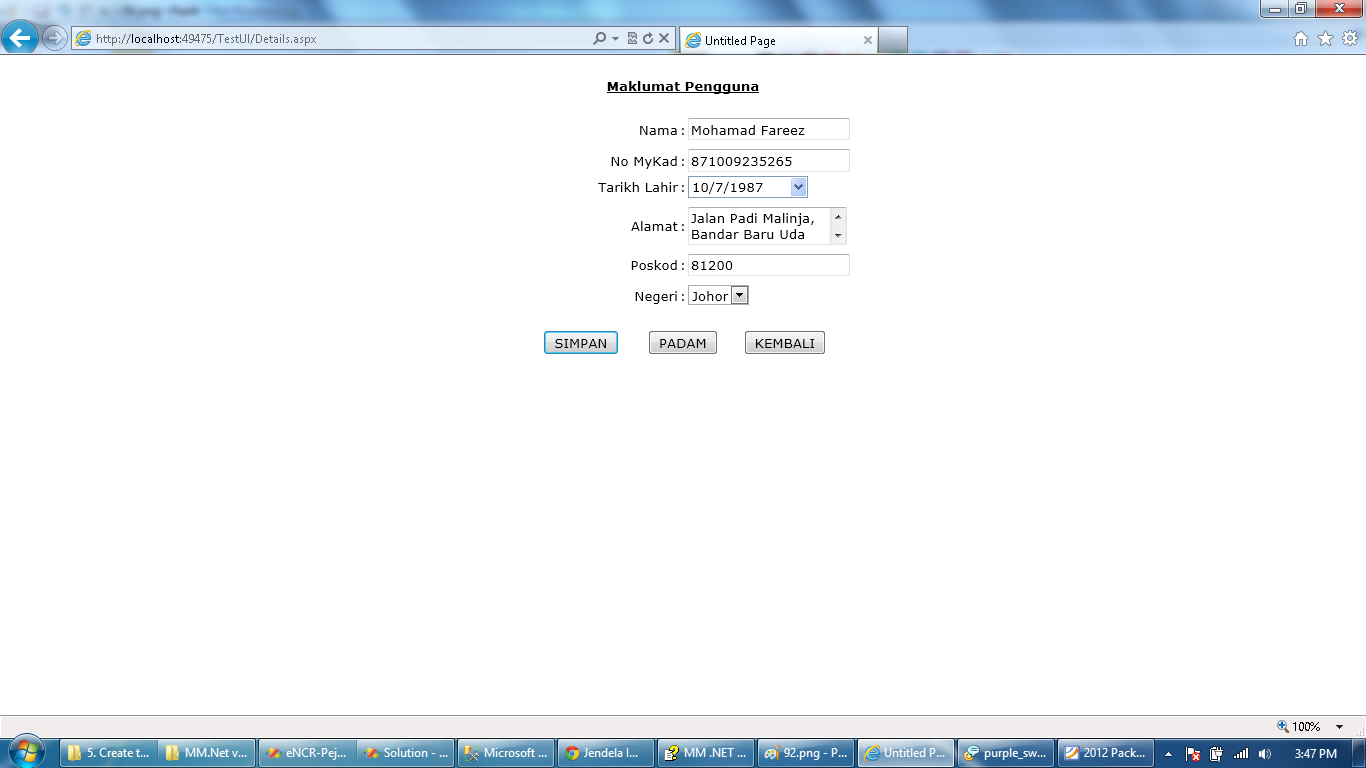 http://localhost:49475/TestUI/Details.aspx
Untitled Page
Maklumat Pengguna
Nama : Mohamad Fareez
No MyKad : 871009235265
Tarikh Lahir : 10/7/1987
Alamat : Jalan Padi Malinja,
Bandar Baru Uda
Poskod : 81200
Negeri : Johor
SIMPAN PADAM KEMBALI
100%
5. Create t... MM.Net v... eNCR-Pej... Solution - ... Microsoft ... Jendela I... MM .NET ... 92.png - P... Untitled P... purple_sw... 2012 Pack... 3:47 PM